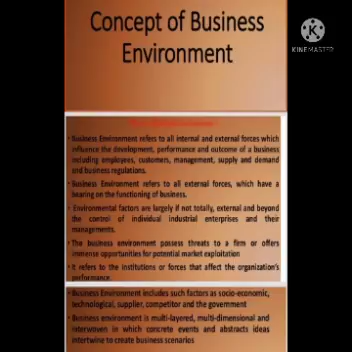 Concept of Business
Environment
KINEMASTER
• Business Environment refers to all internal and external forces which
influence the development, performance and outcome of a business
including employees, customers, management, supply and demand
and business regulations.
• Business Environment refers to all external forces, which have a
bearing on the functioning of business.
• Environmental factors are largely if not totally, external and beyond
the control of individual industrial enterprises and their
managements.
• The business environment possess threats to a firm or offers
immense opportunities for potential market exploitation
• It refers to the institutions or forces that affect the organization's
performance.
• Business Environment includes such factors as socio-economic,
technological, supplier, competitor and the government
• Business environment is multi-layered, multi-dimensional and
interwoven in which concrete events and abstracts ideas
intertwine to create business scenarios